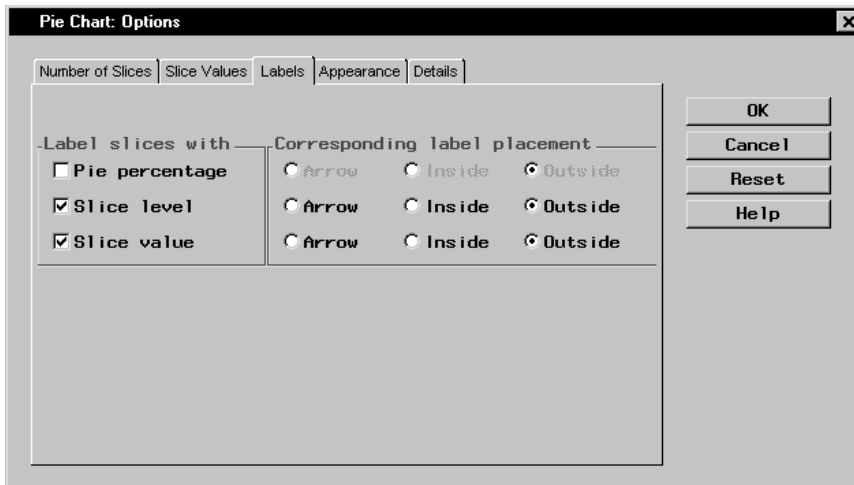 Pie Chart: Options
Number of Slices Slice Values Labels Appearance Details
Label slices with Corresponding label placement
Pie percentage Arrow Inside Outside
Slice level Arrow Inside Outside
Slice value Arrow Inside Outside
OK
Cancel
Reset
Help